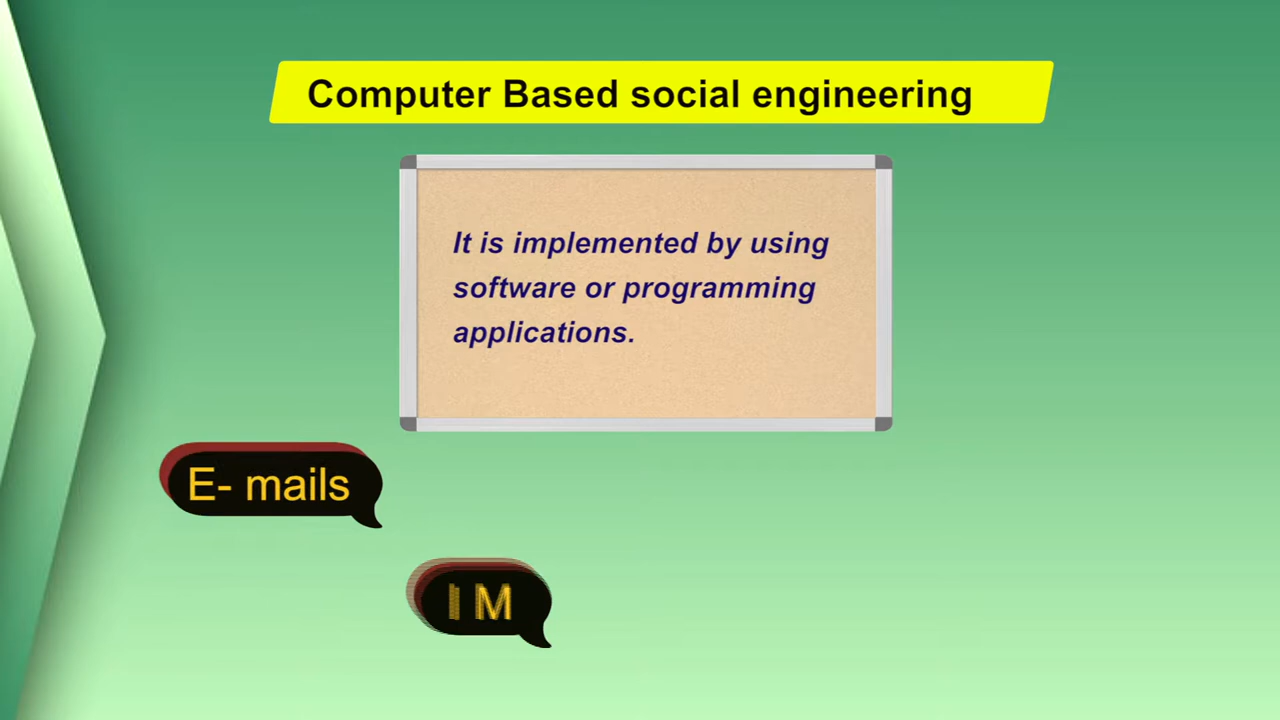 Computer Based social engineering
It is implemented by using
software or programming
applications.
E- mails
I M